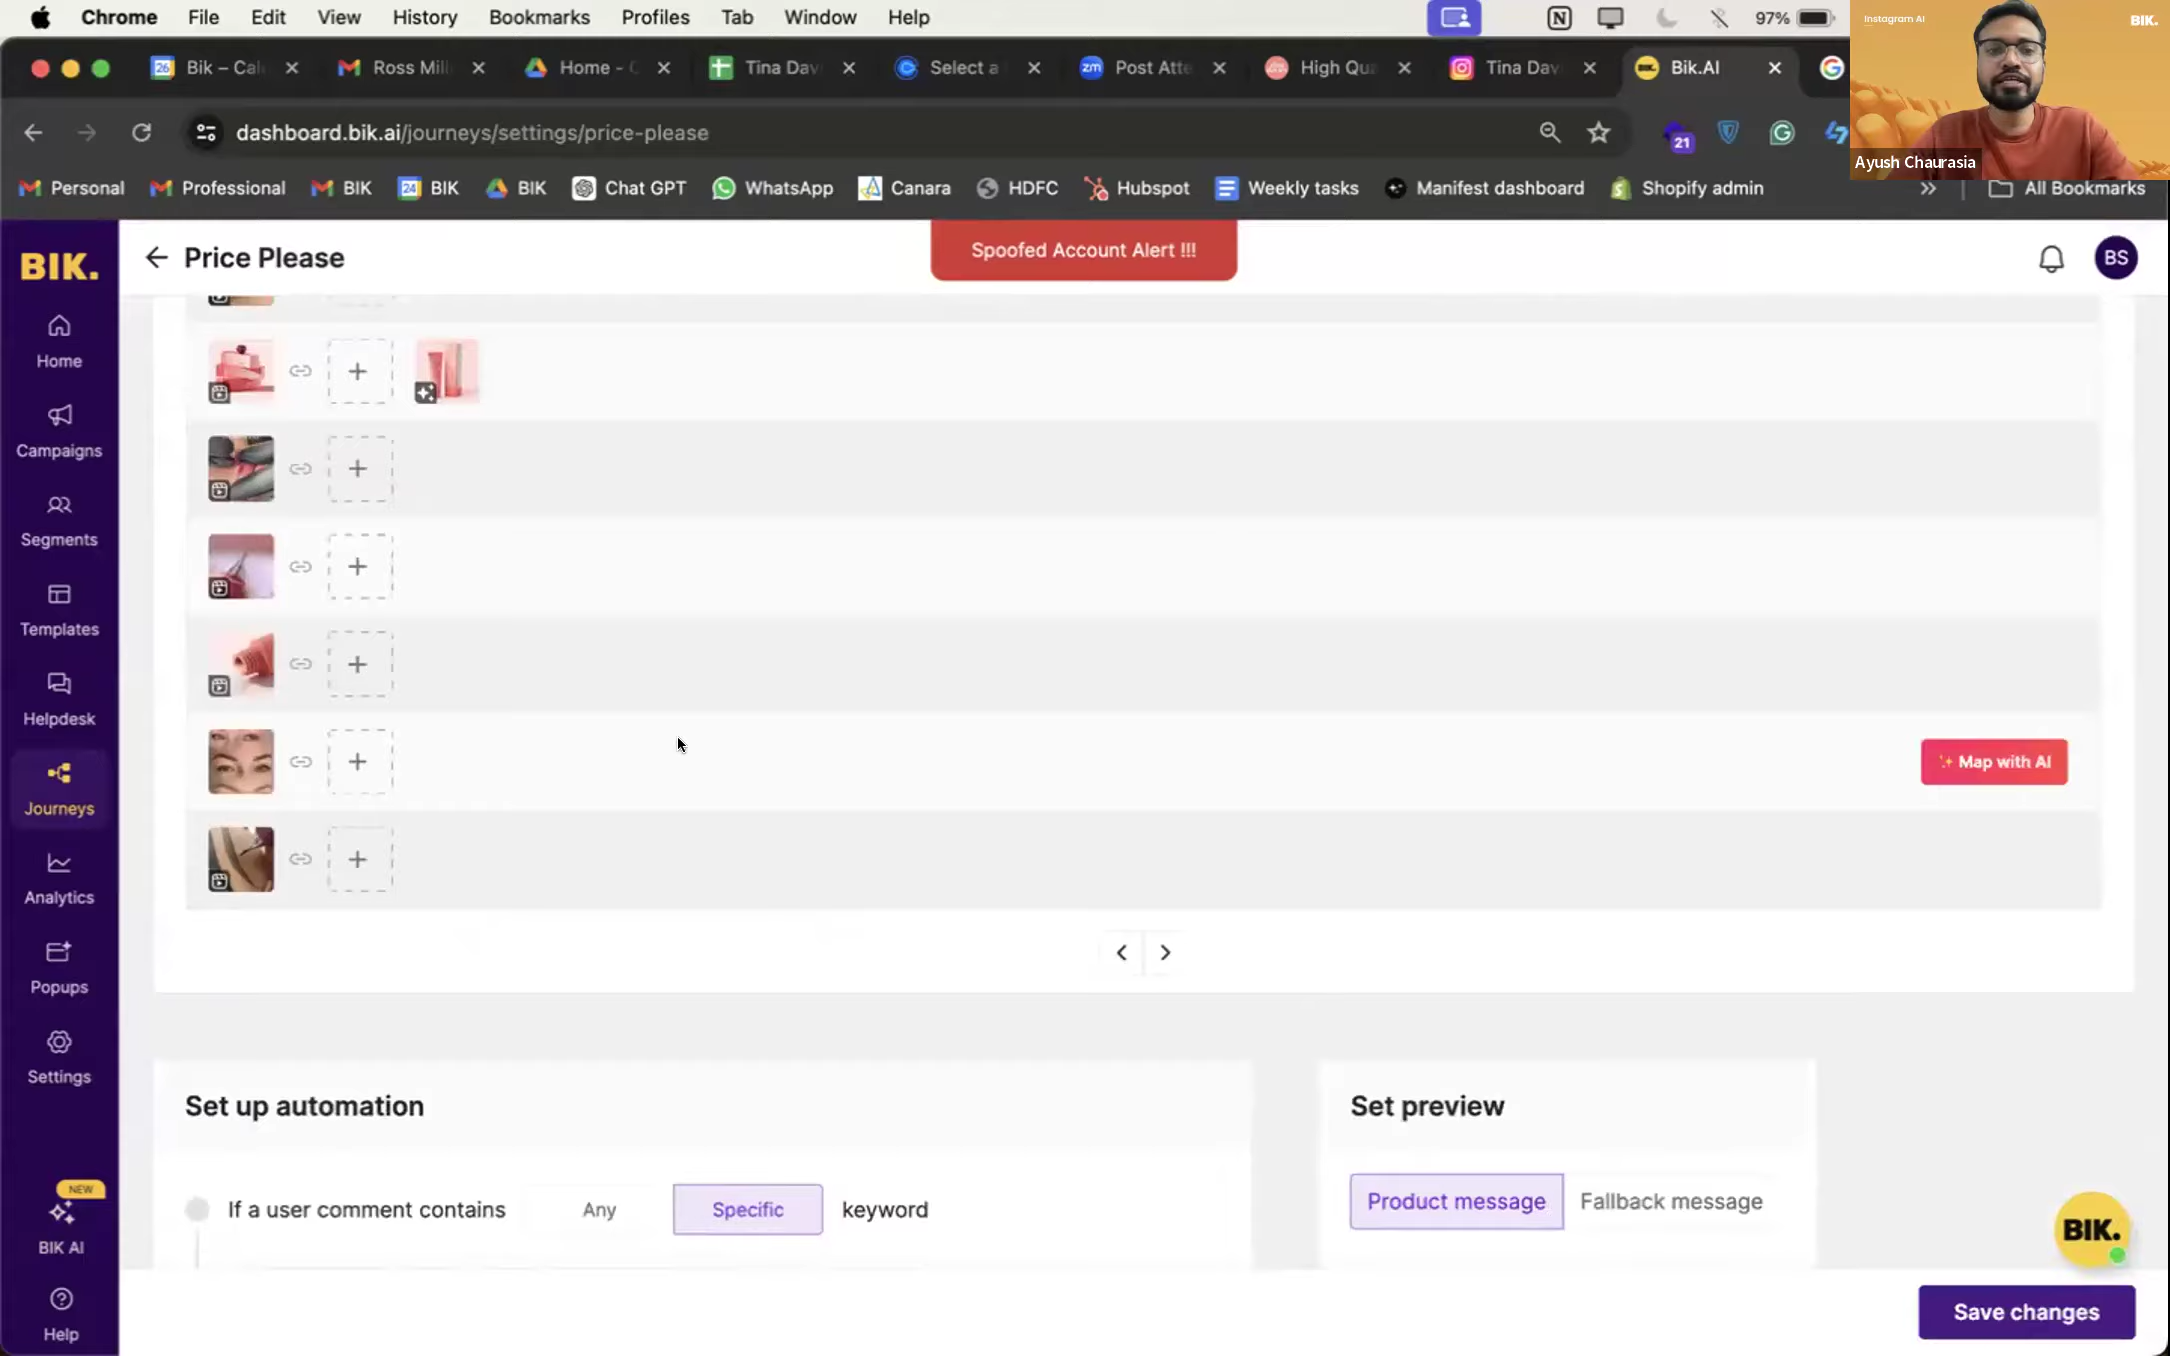 Chrome File Edit View History Bookmarks Profiles Tab Window Help 97%
Instagram AI BIK.
26 Bik – Cal Ross Mill Home - Tina Dav Select a zm Post Atte High Qua Tina Dav Bik.AI
dashboard.bik.ai/journeys/settings/price-please 21
Ayush Chaurasia
Personal Professional BIK 24 BIK BIK Chat GPT WhatsApp Canara HDFC Hubspot Weekly tasks Manifest dashboard Shopify admin All Bookmarks
BIK. Price Please Spoofed Account Alert !!! BS
Home
Campaigns
Segments
Templates
Helpdesk
Journeys
Analytics
Popups
Settings
NEW
BIK AI
Help
Map with AI
Set up automation
If a user comment contains Any Specific keyword
Set preview
Product message Fallback message
BIK.
Save changes